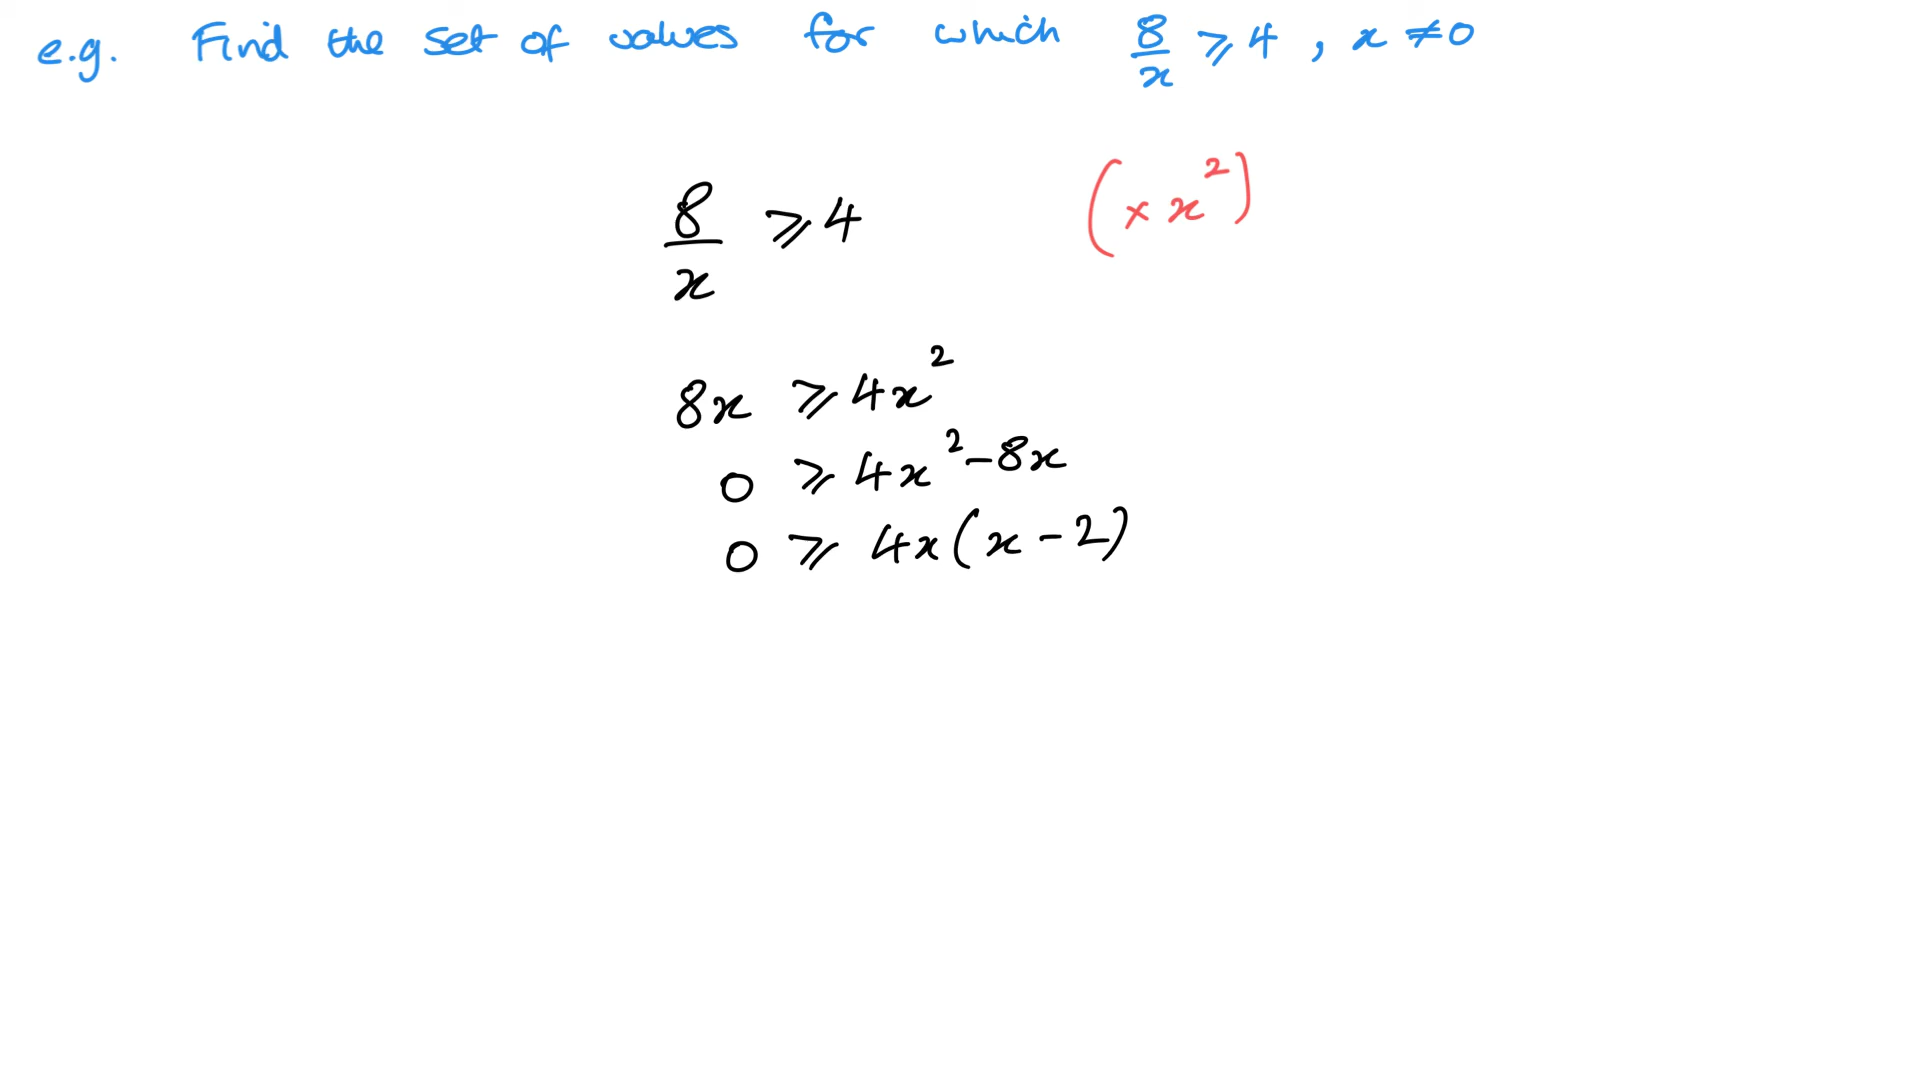 e.g. Find the set of values for which 8/x ⩾ 4, x ≠ 0
8/x ⩾ 4 (× x²)
8x ⩾ 4x²
0 ⩾ 4x² - 8x
0 ⩾ 4x(x - 2)